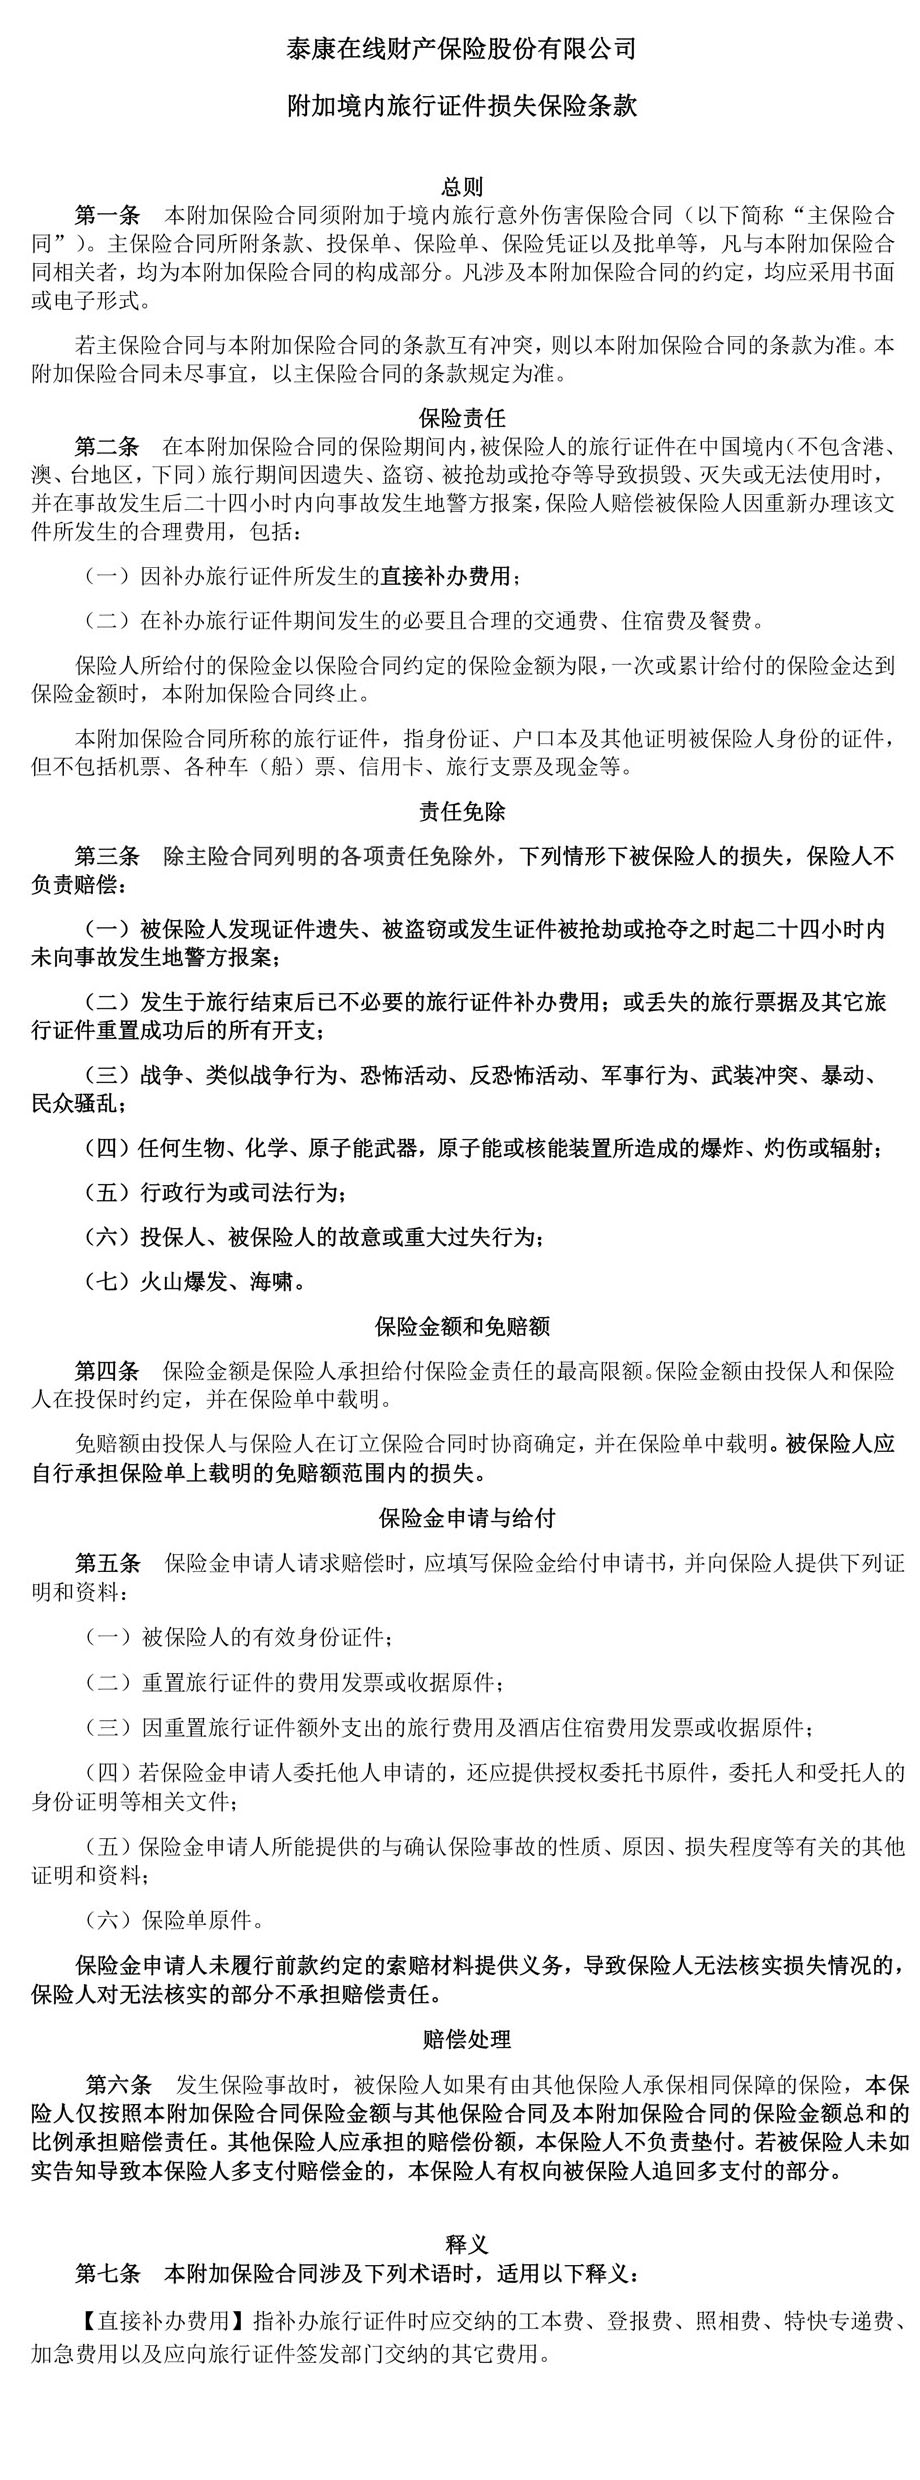 泰康在线财产保险股份有限公司
附加境内旅行证件损失保险条款
总则
第一条　本附加保险合同须附加于境内旅行意外伤害保险合同（以下简称“主保险合
同”）。主保险合同所附条款、投保单、保险单、保险凭证以及批单等，凡与本附加保险合
同相关者，均为本附加保险合同的构成部分。凡涉及本附加保险合同的约定，均应采用书面
或电子形式。
若主保险合同与本附加保险合同的条款互有冲突，则以本附加保险合同的条款为准。本
附加保险合同未尽事宜，以主保险合同的条款规定为准。
保险责任
第二条　在本附加保险合同的保险期间内，被保险人的旅行证件在中国境内（不包含港、
澳、台地区，下同）旅行期间因遗失、盗窃、被抢劫或抢夺等导致损毁、灭失或无法使用时，
并在事故发生后二十四小时内向事故发生地警方报案，保险人赔偿被保险人因重新办理该文
件所发生的合理费用，包括：
（一）因补办旅行证件所发生的直接补办费用；
（二）在补办旅行证件期间发生的必要且合理的交通费、住宿费及餐费。
保险人所给付的保险金以保险合同约定的保险金额为限，一次或累计给付的保险金达到
保险金额时，本附加保险合同终止。
本附加保险合同所称的旅行证件，指身份证、户口本及其他证明被保险人身份的证件，
但不包括机票、各种车（船）票、信用卡、旅行支票及现金等。
责任免除
第三条　除主险合同列明的各项责任免除外，下列情形下被保险人的损失，保险人不
负责赔偿：
（一）被保险人发现证件遗失、被盗窃或发生证件被抢劫或抢夺之时起二十四小时内
未向事故发生地警方报案；
（二）发生于旅行结束后已不必要的旅行证件补办费用；或丢失的旅行票据及其它旅
行证件重置成功后的所有开支；
（三）战争、类似战争行为、恐怖活动、反恐怖活动、军事行为、武装冲突、暴动、
民众骚乱；
（四）任何生物、化学、原子能武器，原子能或核能装置所造成的爆炸、灼伤或辐射；
（五）行政行为或司法行为；
（六）投保人、被保险人的故意或重大过失行为；
（七）火山爆发、海啸。
保险金额和免赔额
第四条　保险金额是保险人承担给付保险金责任的最高限额。保险金额由投保人和保险
人在投保时约定，并在保险单中载明。
免赔额由投保人与保险人在订立保险合同时协商确定，并在保险单中载明。被保险人应
自行承担保险单上载明的免赔额范围内的损失。
保险金申请与给付
第五条　保险金申请人请求赔偿时，应填写保险金给付申请书，并向保险人提供下列证
明和资料：
（一）被保险人的有效身份证件；
（二）重置旅行证件的费用发票或收据原件；
（三）因重置旅行证件额外支出的旅行费用及酒店住宿费用发票或收据原件；
（四）若保险金申请人委托他人申请的，还应提供授权委托书原件，委托人和受托人的
身份证明等相关文件；
（五）保险金申请人所能提供的与确认保险事故的性质、原因、损失程度等有关的其他
证明和资料；
（六）保险单原件。
保险金申请人未履行前款约定的索赔材料提供义务，导致保险人无法核实损失情况的，
保险人对无法核实的部分不承担赔偿责任。
赔偿处理
第六条　发生保险事故时，被保险人如果有由其他保险人承保相同保障的保险，本保
险人仅按照本附加保险合同保险金额与其他保险合同及本附加保险合同的保险金额总和的
比例承担赔偿责任。其他保险人应承担的赔偿份额，本保险人不负责垫付。若被保险人未如
实告知导致本保险人多支付赔偿金的，本保险人有权向被保险人追回多支付的部分。
释义
第七条　本附加保险合同涉及下列术语时，适用以下释义：
【直接补办费用】指补办旅行证件时应交纳的工本费、登报费、照相费、特快专递费、
加急费用以及应向旅行证件签发部门交纳的其它费用。